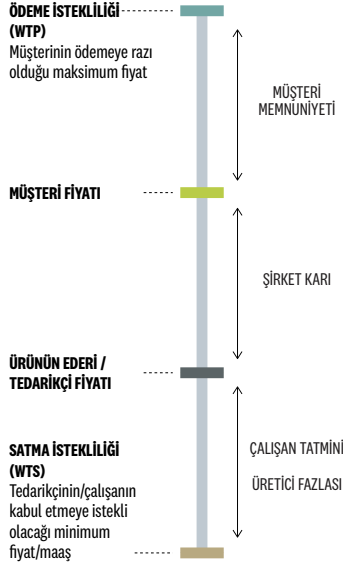 ÖDEME İSTEKLİLİĞİ
(WTP)
Müşterinin ödemeye razı
olduğu maksimum fiyat
MÜŞTERİ
MEMNUNİYETİ
MÜŞTERİ FİYATI
ŞİRKET KARI
ÜRÜNÜN EDERİ /
TEDARİKÇİ FİYATI
SATMA İSTEKLİLİĞİ
(WTS)
Tedarikçinin/çalışanın
kabul etmeye istekli
olacağı minimum
fiyat/maaş
ÇALIŞAN TATMİNİ
ÜRETİCİ FAZLASI